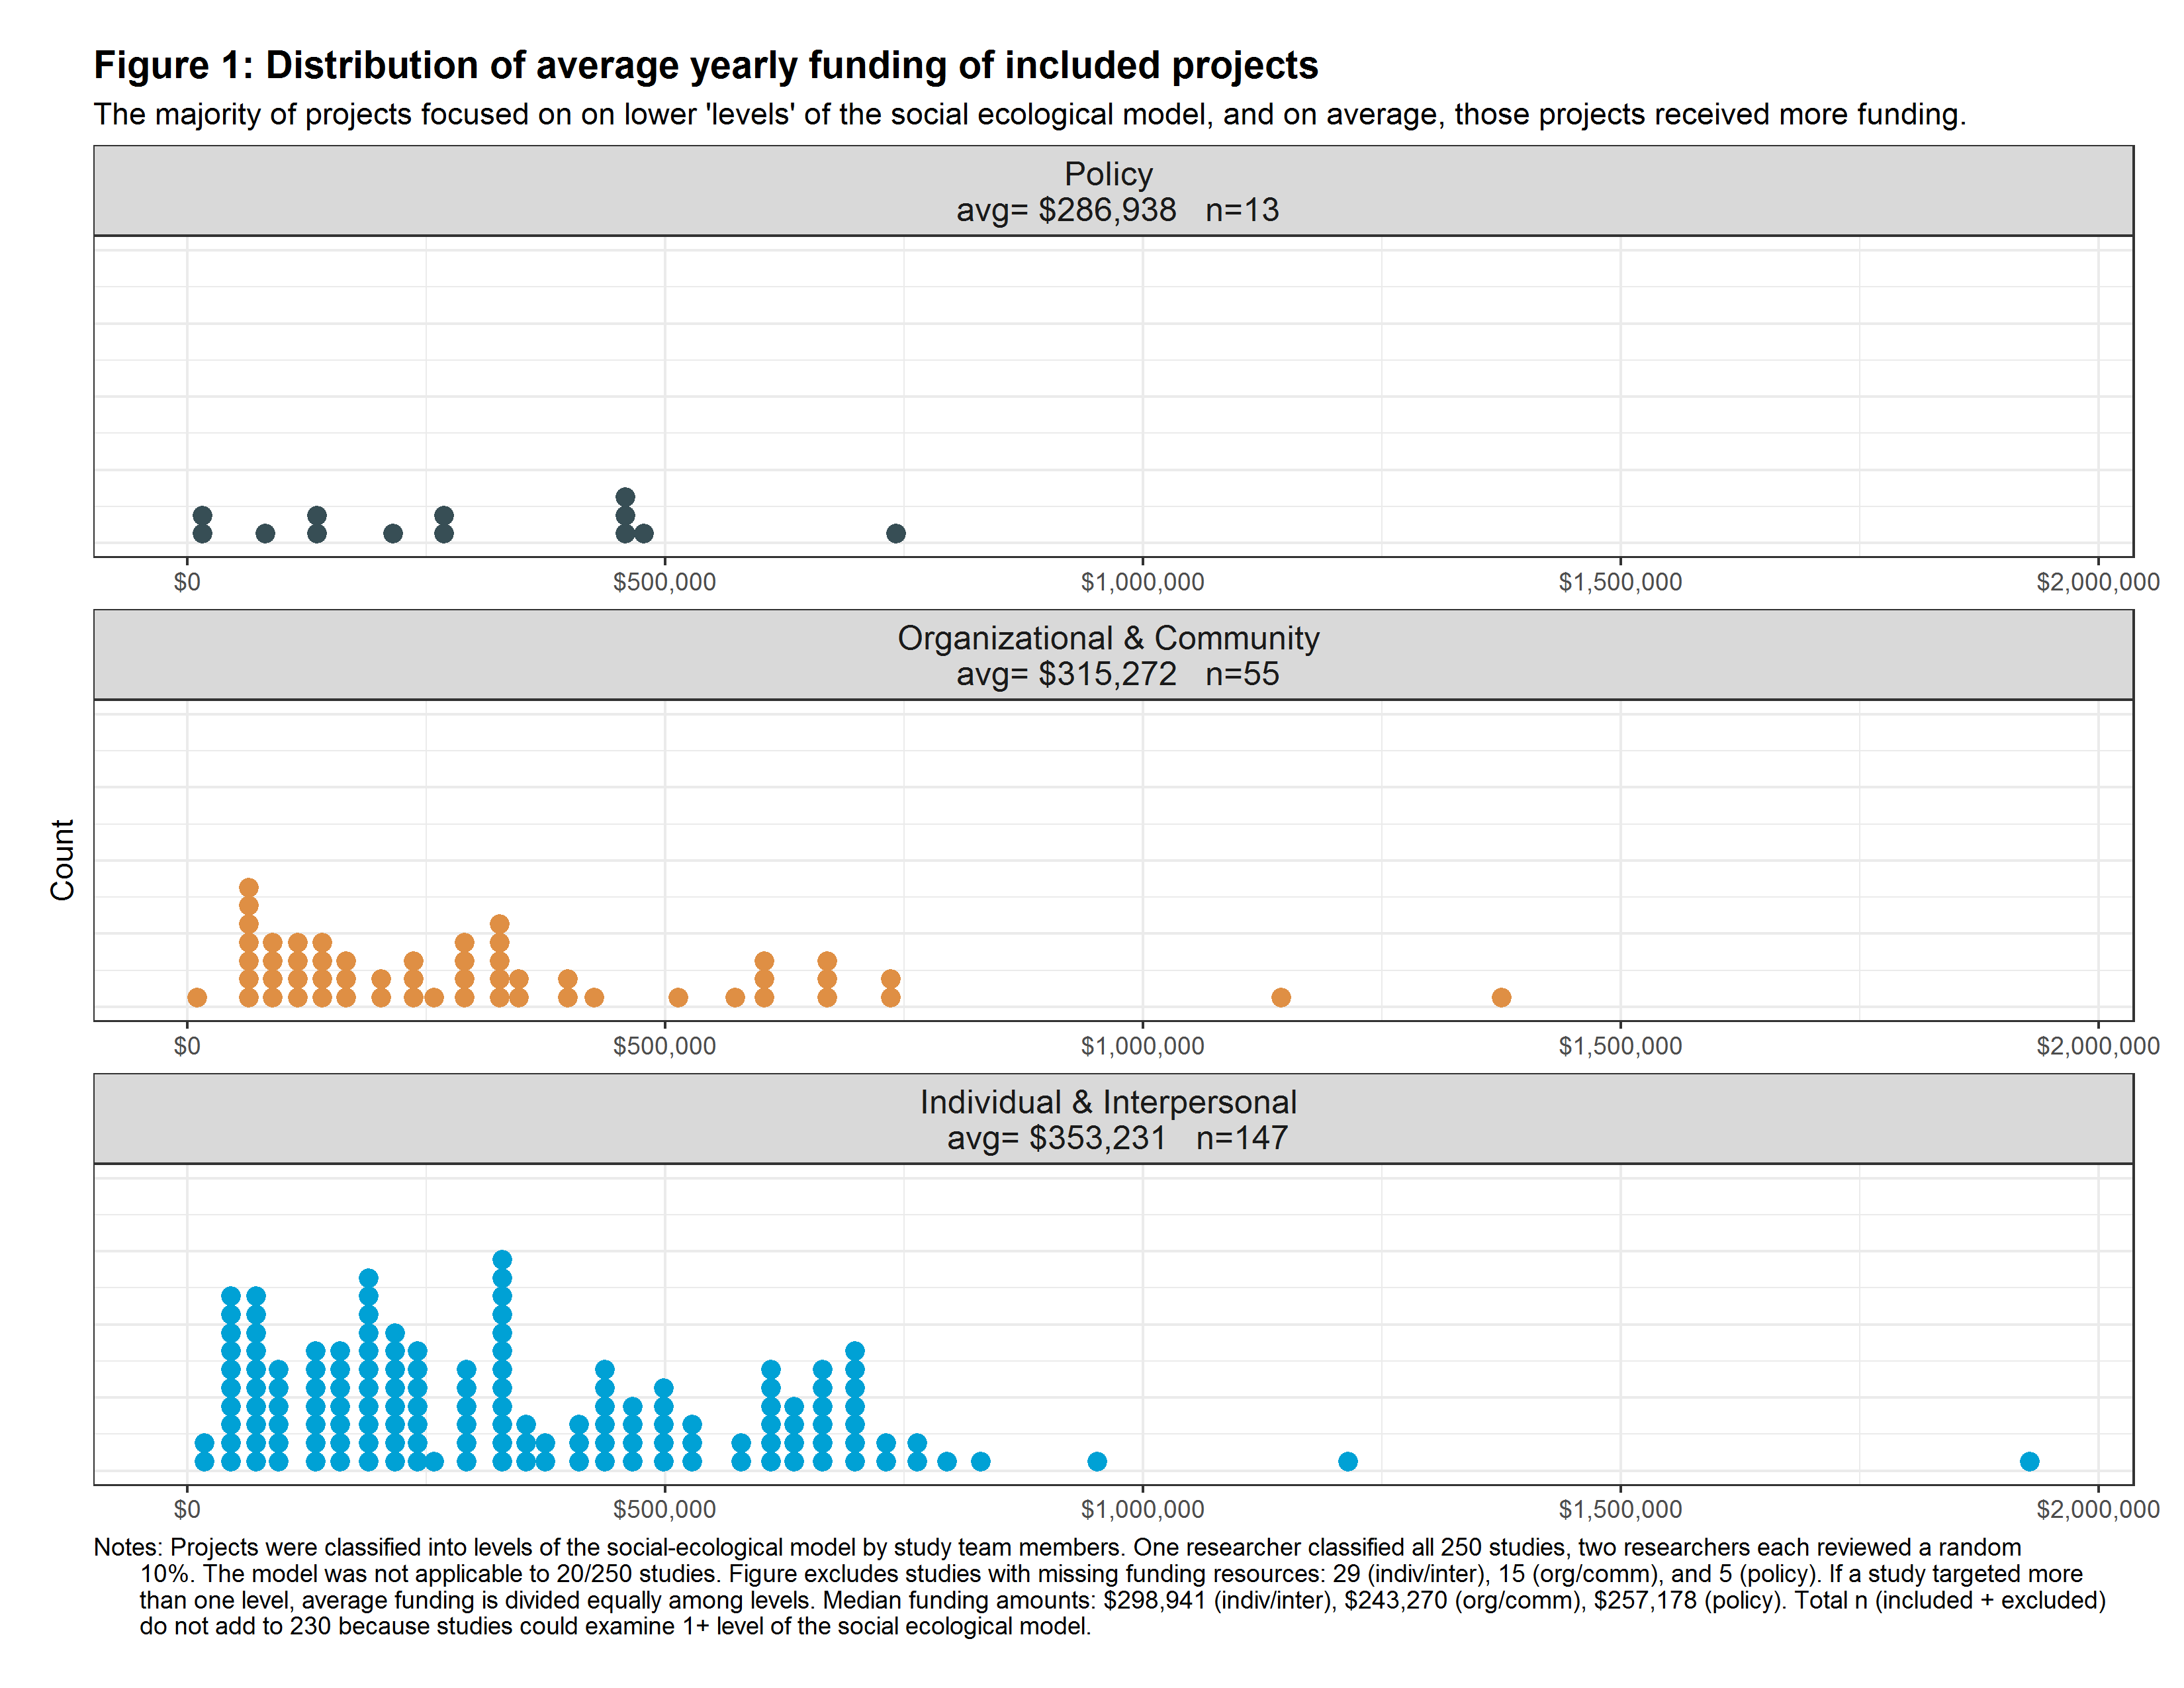 Figure 1: Distribution of average yearly funding of included projects
The majority of projects focused on on lower 'levels' of the social ecological model, and on average, those projects received more funding.
Policy
avg= $286,938 n=13
$0 $500,000 $1,000,000 $1,500,000 $2,000,000
Organizational & Community
avg= $315,272 n=55
Count
$0 $500,000 $1,000,000 $1,500,000 $2,000,000
Individual & Interpersonal
avg= $353,231 n=147
$0 $500,000 $1,000,000 $1,500,000 $2,000,000
Notes: Projects were classified into levels of the social-ecological model by study team members. One researcher classified all 250 studies, two researchers each reviewed a random
10%. The model was not applicable to 20/250 studies. Figure excludes studies with missing funding resources: 29 (indiv/inter), 15 (org/comm), and 5 (policy). If a study targeted more
than one level, average funding is divided equally among levels. Median funding amounts: $298,941 (indiv/inter), $243,270 (org/comm), $257,178 (policy). Total n (included + excluded)
do not add to 230 because studies could examine 1+ level of the social ecological model.